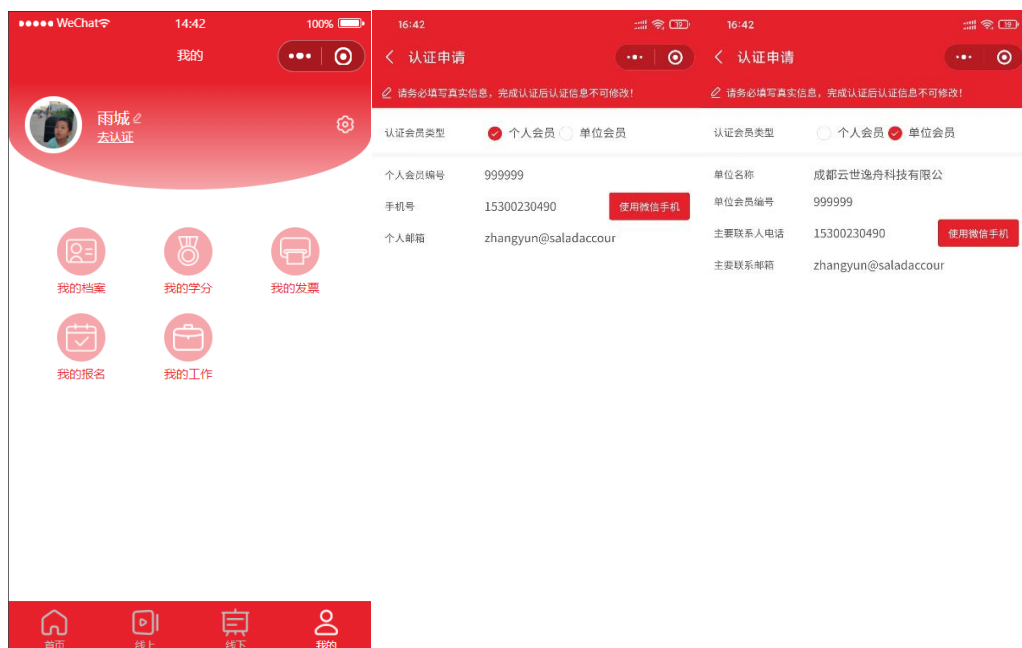 WeChat 14:42 100%
我的
雨城
去认证
我的档案 我的学分 我的发票
我的报名 我的工作
首页 线上 线下 我的
16:42 19
认证申请
请务必填写真实信息，完成认证后认证信息不可修改！
认证会员类型 个人会员 单位会员
个人会员编号 999999
手机号 15300230490 使用微信手机
个人邮箱 zhangyun@saladaccour
16:42 19
认证申请
请务必填写真实信息，完成认证后认证信息不可修改！
认证会员类型 个人会员 单位会员
单位名称 成都云世逸舟科技有限公
单位会员编号 999999
主要联系人电话 15300230490 使用微信手机
主要联系邮箱 zhangyun@saladaccour